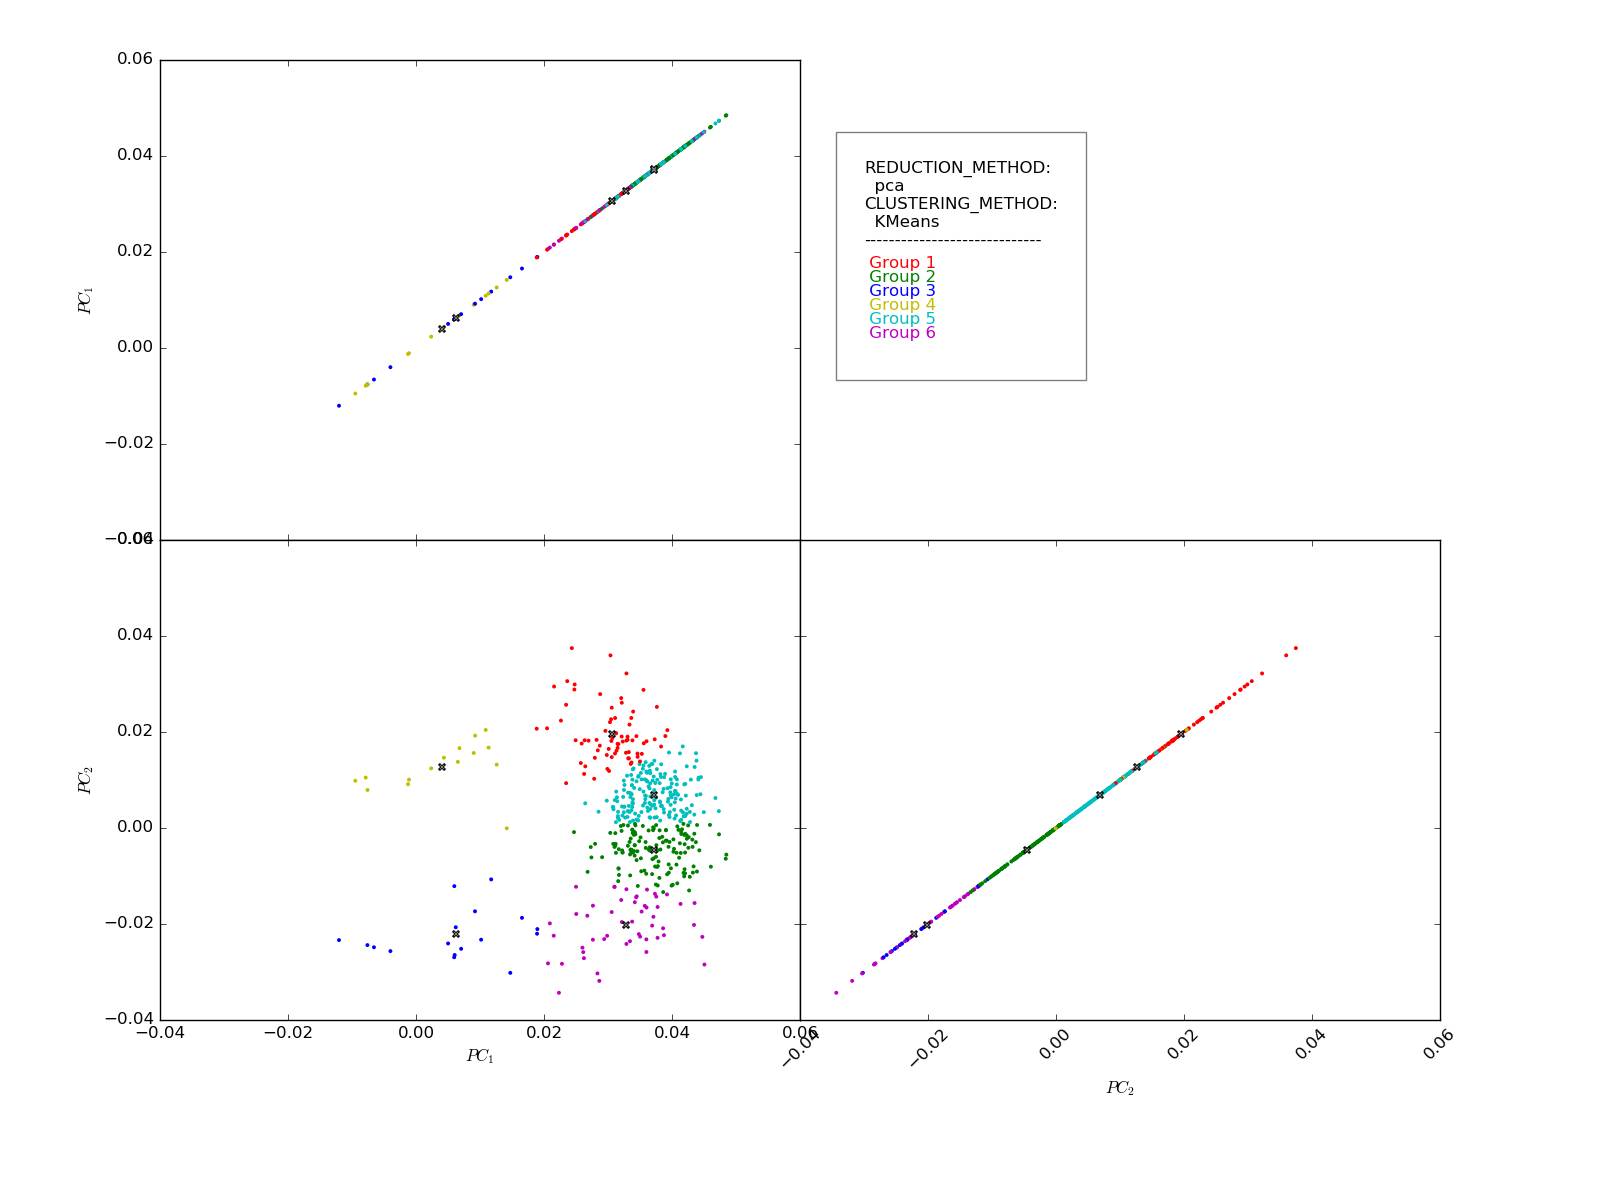 0.06
0.04
0.02
0.00
−0.02
PC1
REDUCTION_METHOD:
pca
CLUSTERING_METHOD:
KMeans
------------------------------
Group 1
Group 2
Group 3
Group 4
Group 5
Group 6
0.04
0.02
0.00
−0.02
−0.04
PC2
−0.04 −0.02 0.00 0.02 0.04 0.06
PC1
−0.04 −0.02 0.00 0.02 0.04 0.06
PC2